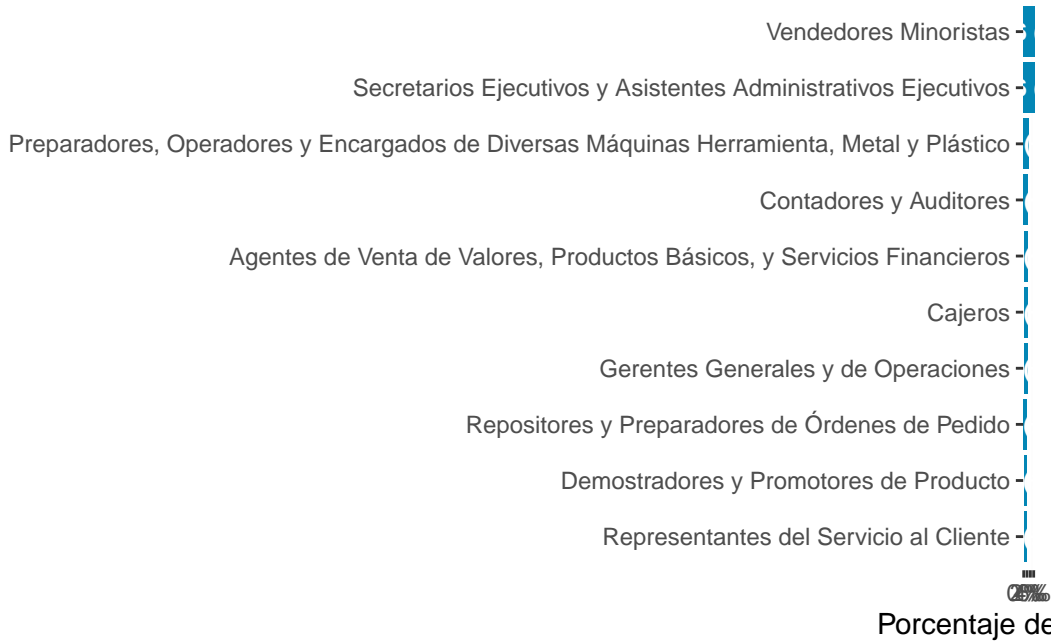 Vendedores Minoristas
Secretarios Ejecutivos y Asistentes Administrativos Ejecutivos
Preparadores, Operadores y Encargados de Diversas Máquinas Herramienta, Metal y Plástico
Contadores y Auditores
Agentes de Venta de Valores, Productos Básicos, y Servicios Financieros
Cajeros
Gerentes Generales y de Operaciones
Repositores y Preparadores de Órdenes de Pedido
Demostradores y Promotores de Producto
Representantes del Servicio al Cliente
Porcentaje de